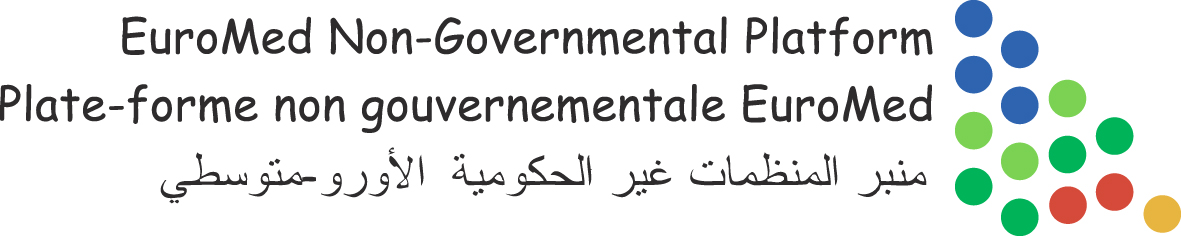 EuroMed Non-Governmental Platform
Plate-forme non gouvernementale EuroMed
منبر المنظمات غير الحكومية الأورو-متوسطي